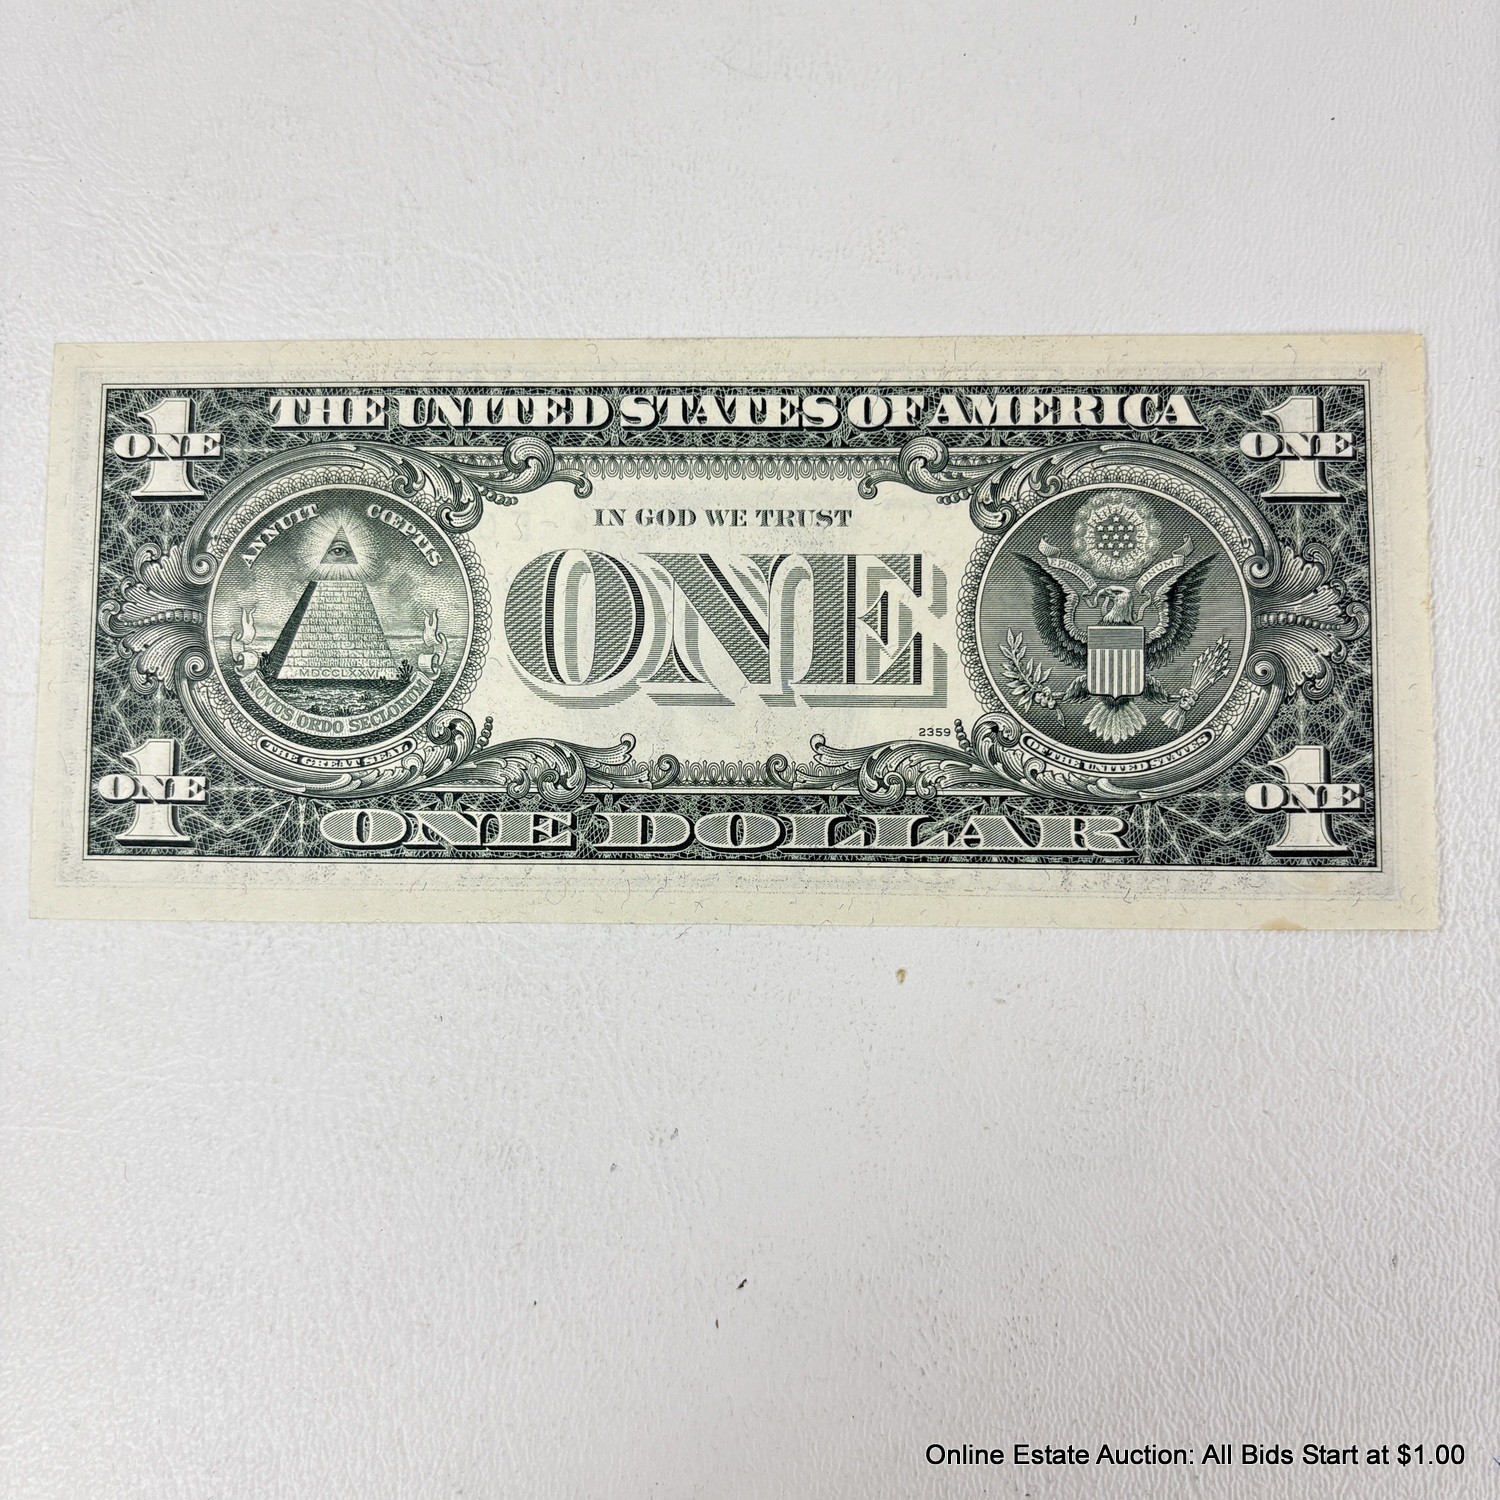 THE UNITED STATES OF AMERICA
1 ONE
1 ONE
ANNUIT CŒPTIS
IN GOD WE TRUST
ONE
MDCCLXXVI
NOVUS ORDO SECLORUM
THE GREAT SEAL
2359
OF THE UNITED STATES
1 ONE
1 ONE
ONE DOLLAR
Online Estate Auction: All Bids Start at $1.00